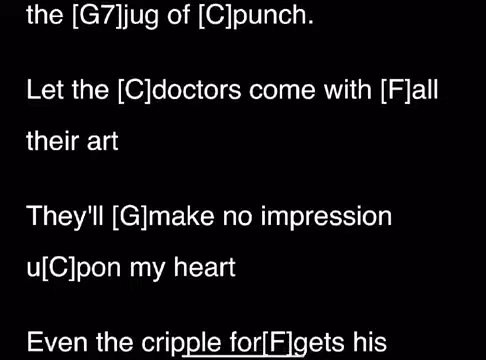 the [G7]jug of [C]punch.
Let the [C]doctors come with [F]all
their art
They'll [G]make no impression
u[C]pon my heart
Even the cripple for[F]gets his